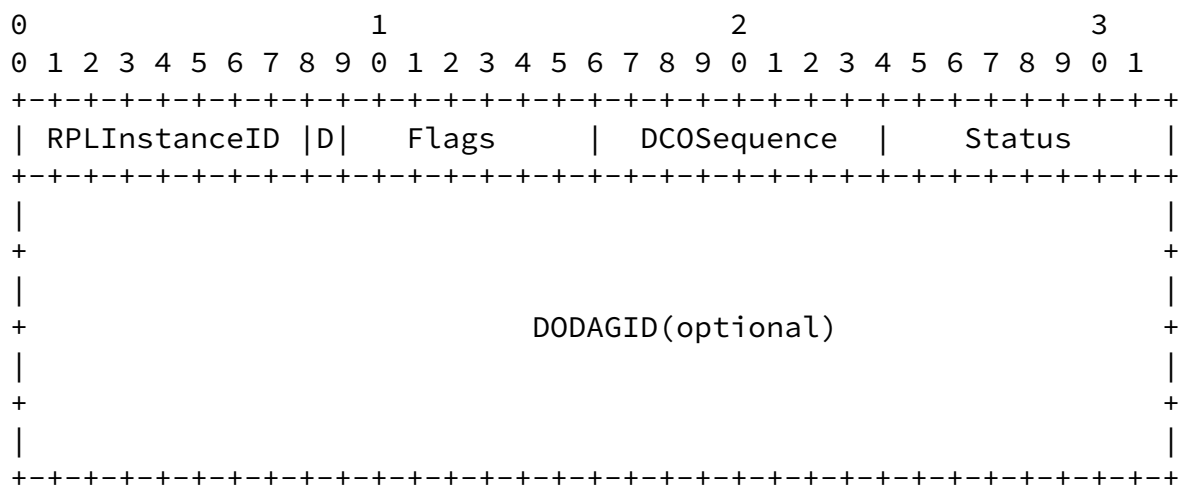 0                   1                   2                   3
0 1 2 3 4 5 6 7 8 9 0 1 2 3 4 5 6 7 8 9 0 1 2 3 4 5 6 7 8 9 0 1
+-+-+-+-+-+-+-+-+-+-+-+-+-+-+-+-+-+-+-+-+-+-+-+-+-+-+-+-+-+-+-+-+
| RPLInstanceID |D|   Flags     |  DCOSequence  |    Status     |
+-+-+-+-+-+-+-+-+-+-+-+-+-+-+-+-+-+-+-+-+-+-+-+-+-+-+-+-+-+-+-+-+
|                                                               |
+                                                               +
|                                                               |
+                            DODAGID(optional)                  +
|                                                               |
+                                                               +
|                                                               |
+-+-+-+-+-+-+-+-+-+-+-+-+-+-+-+-+-+-+-+-+-+-+-+-+-+-+-+-+-+-+-+-+